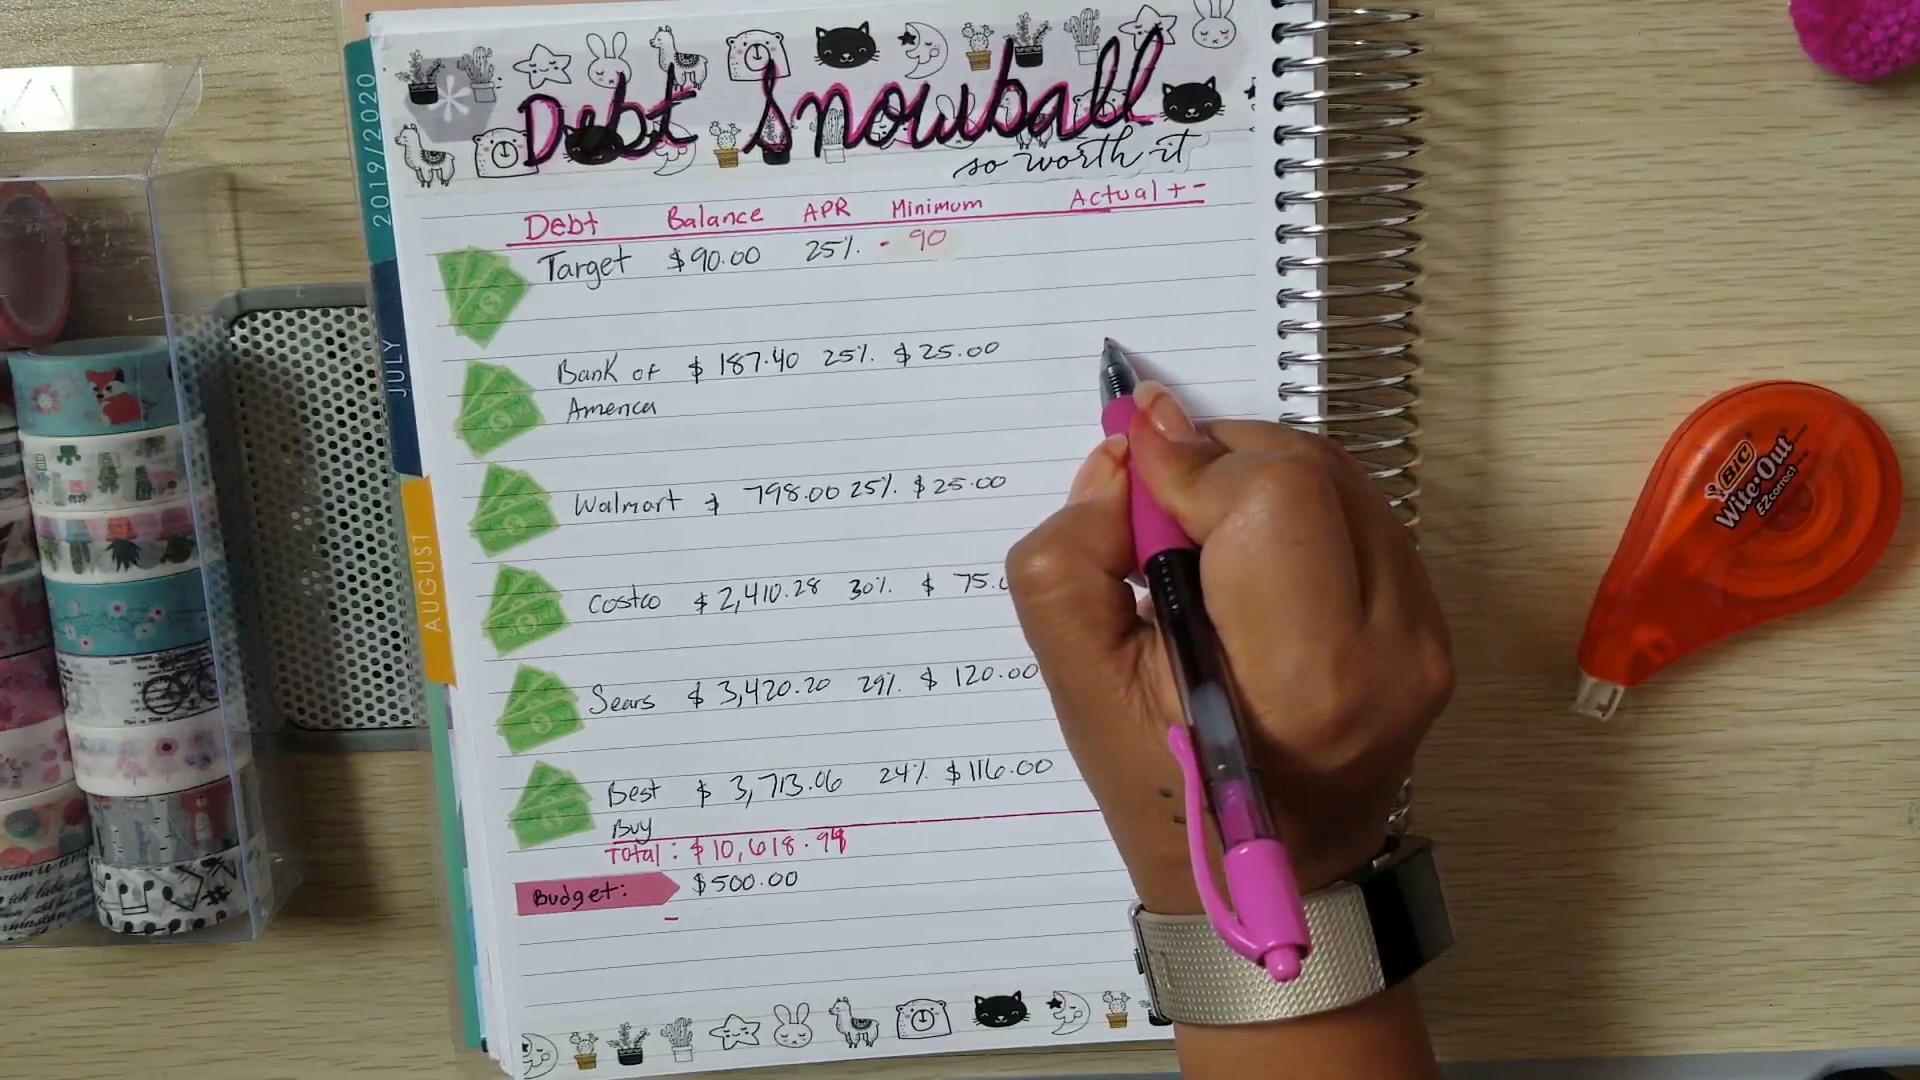 Debt Snowball
so worth it
Debt Balance APR Minimum Actual + -
Target $90.00 25% - 90
Bank of $ 187.40 25% $25.00
America
Walmart $ 798.00 25% $25.00
Costco $2,410.28 30% $ 75.
Sears $3,420.20 29% $ 120.00
Best $ 3,713.06 24% $116.00
Buy
Total: $10,618.94
Budget: $500.00
-
2019/2020
JULY
AUGUST
BIC
Wite·Out
EZcorrect